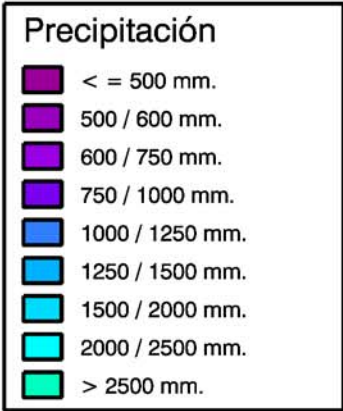 Precipitación
< = 500 mm.
500 / 600 mm.
600 / 750 mm.
750 / 1000 mm.
1000 / 1250 mm.
1250 / 1500 mm.
1500 / 2000 mm.
2000 / 2500 mm.
> 2500 mm.